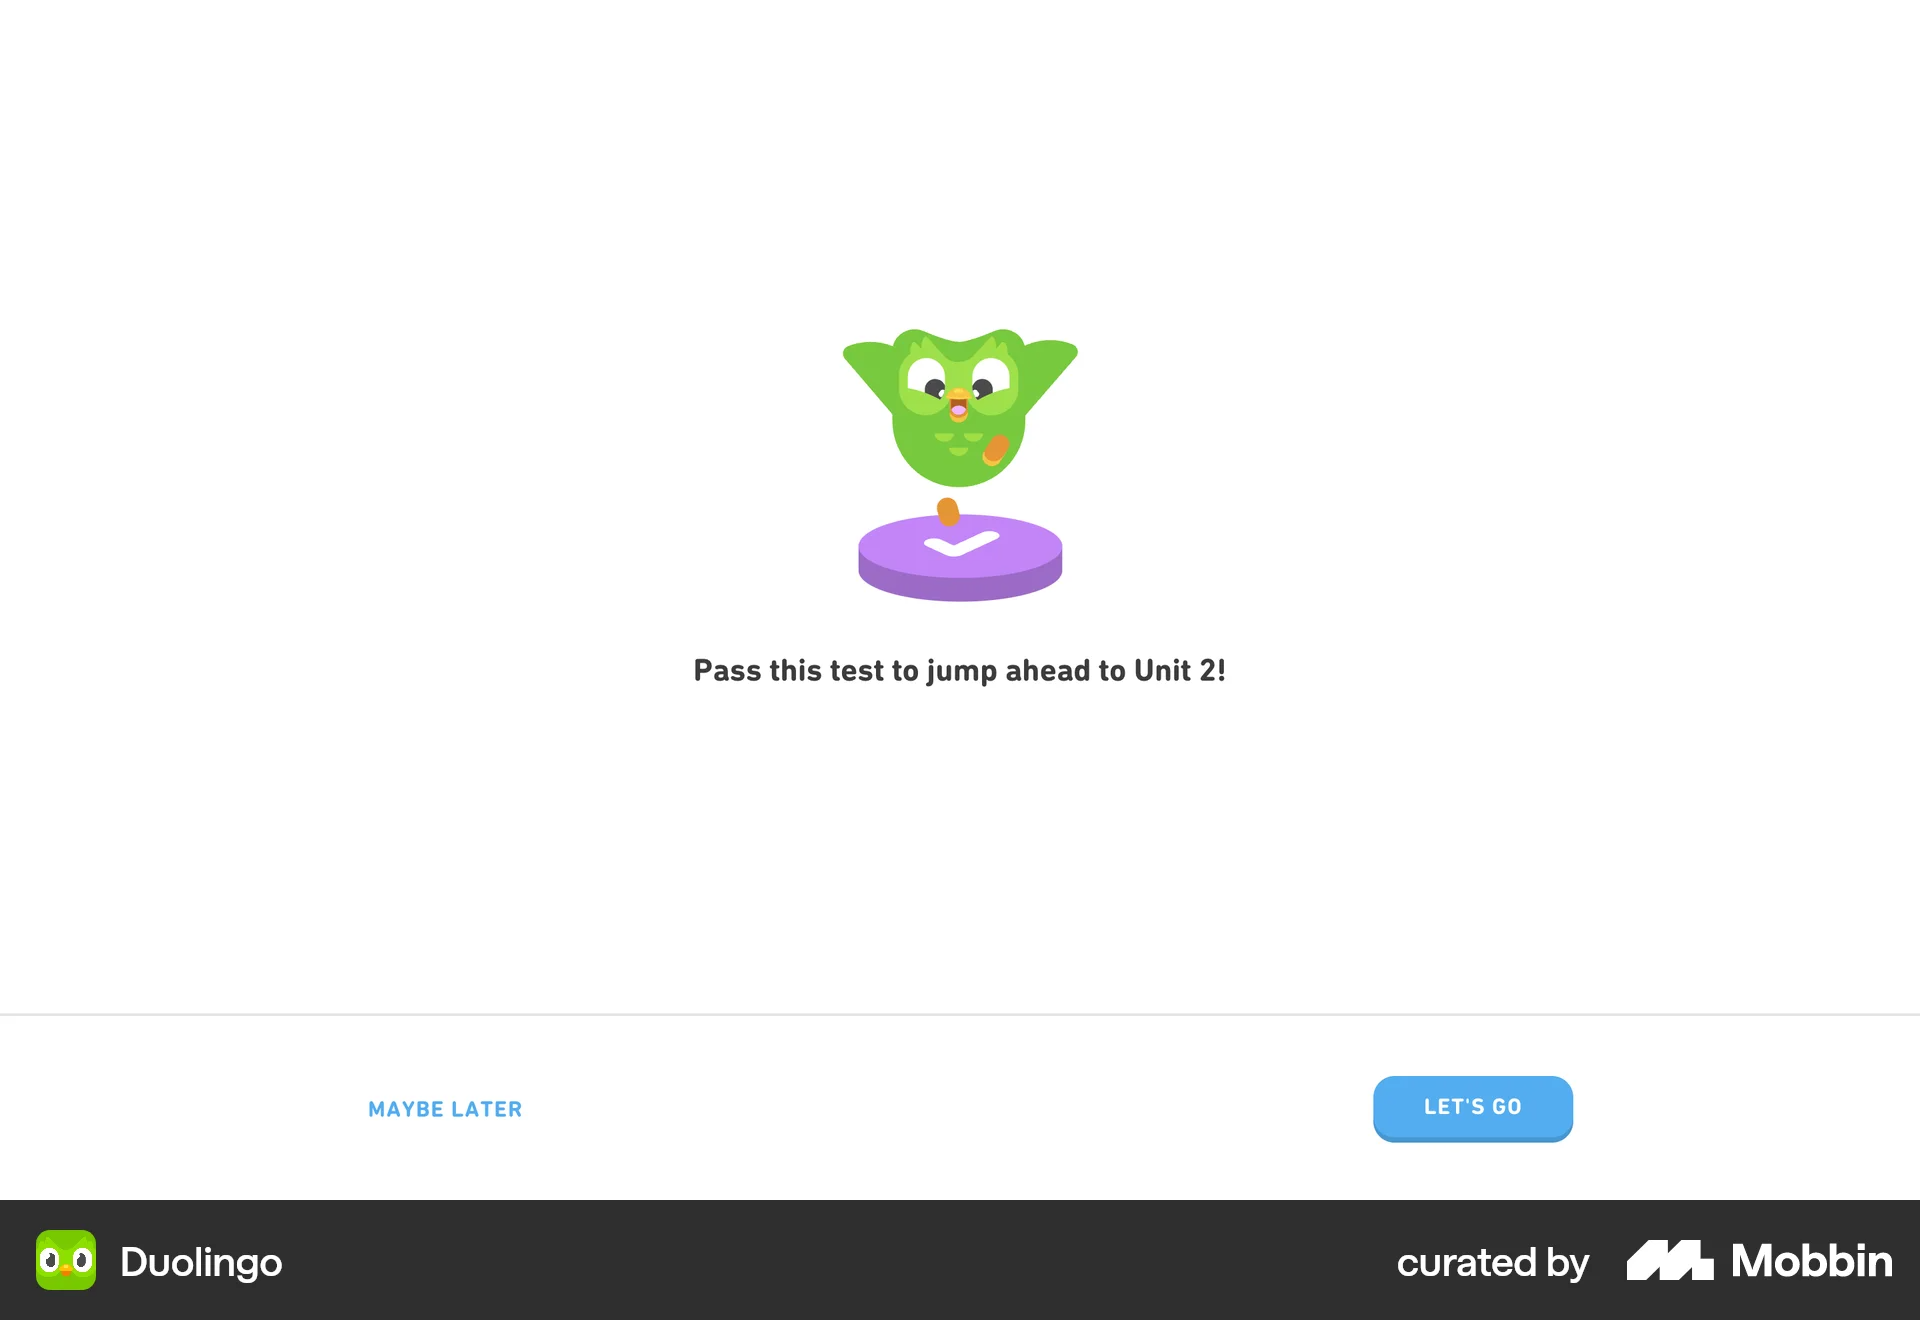 Pass this test to jump ahead to Unit 2!
MAYBE LATER
LET'S GO
Duolingo
curated by Mobbin